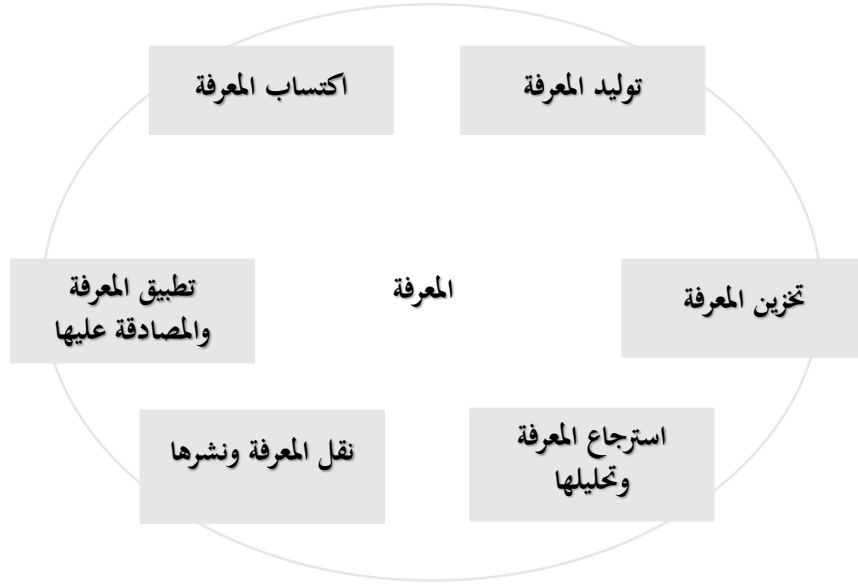 توليد المعرفة
اكتساب المعرفة
تخزين المعرفة
المعرفة
تطبيق المعرفة
والمصادقة عليها
استرجاع المعرفة
وتحليلها
نقل المعرفة ونشرها